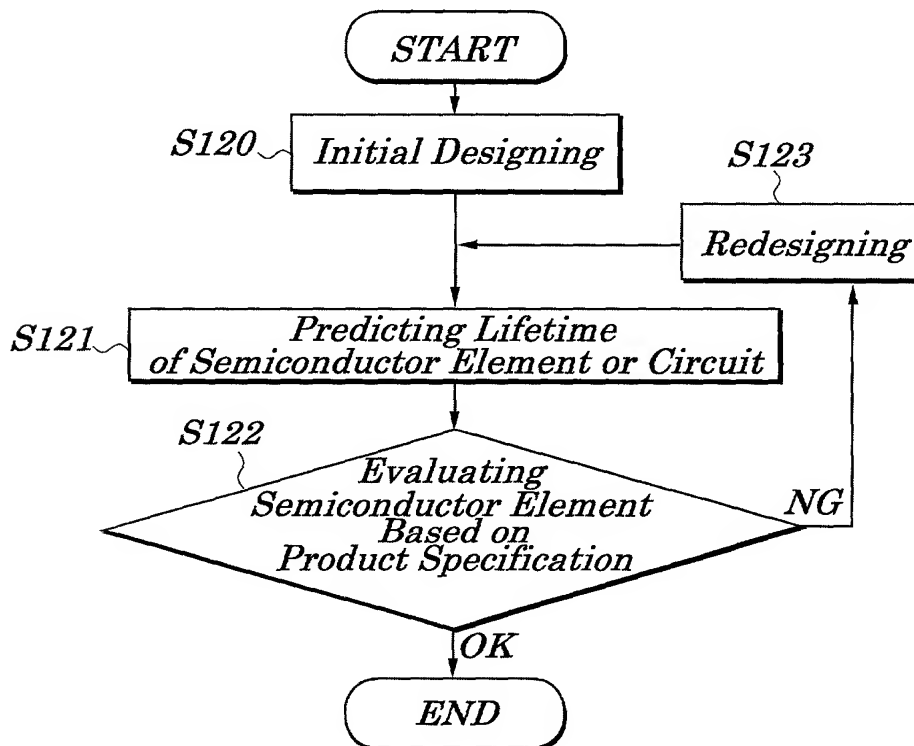 START
S120
Initial Designing
S123
Redesigning
S121
Predicting Lifetime
of Semiconductor Element or Circuit
S122
Evaluating
Semiconductor Element
Based on
Product Specification
NG
OK
END